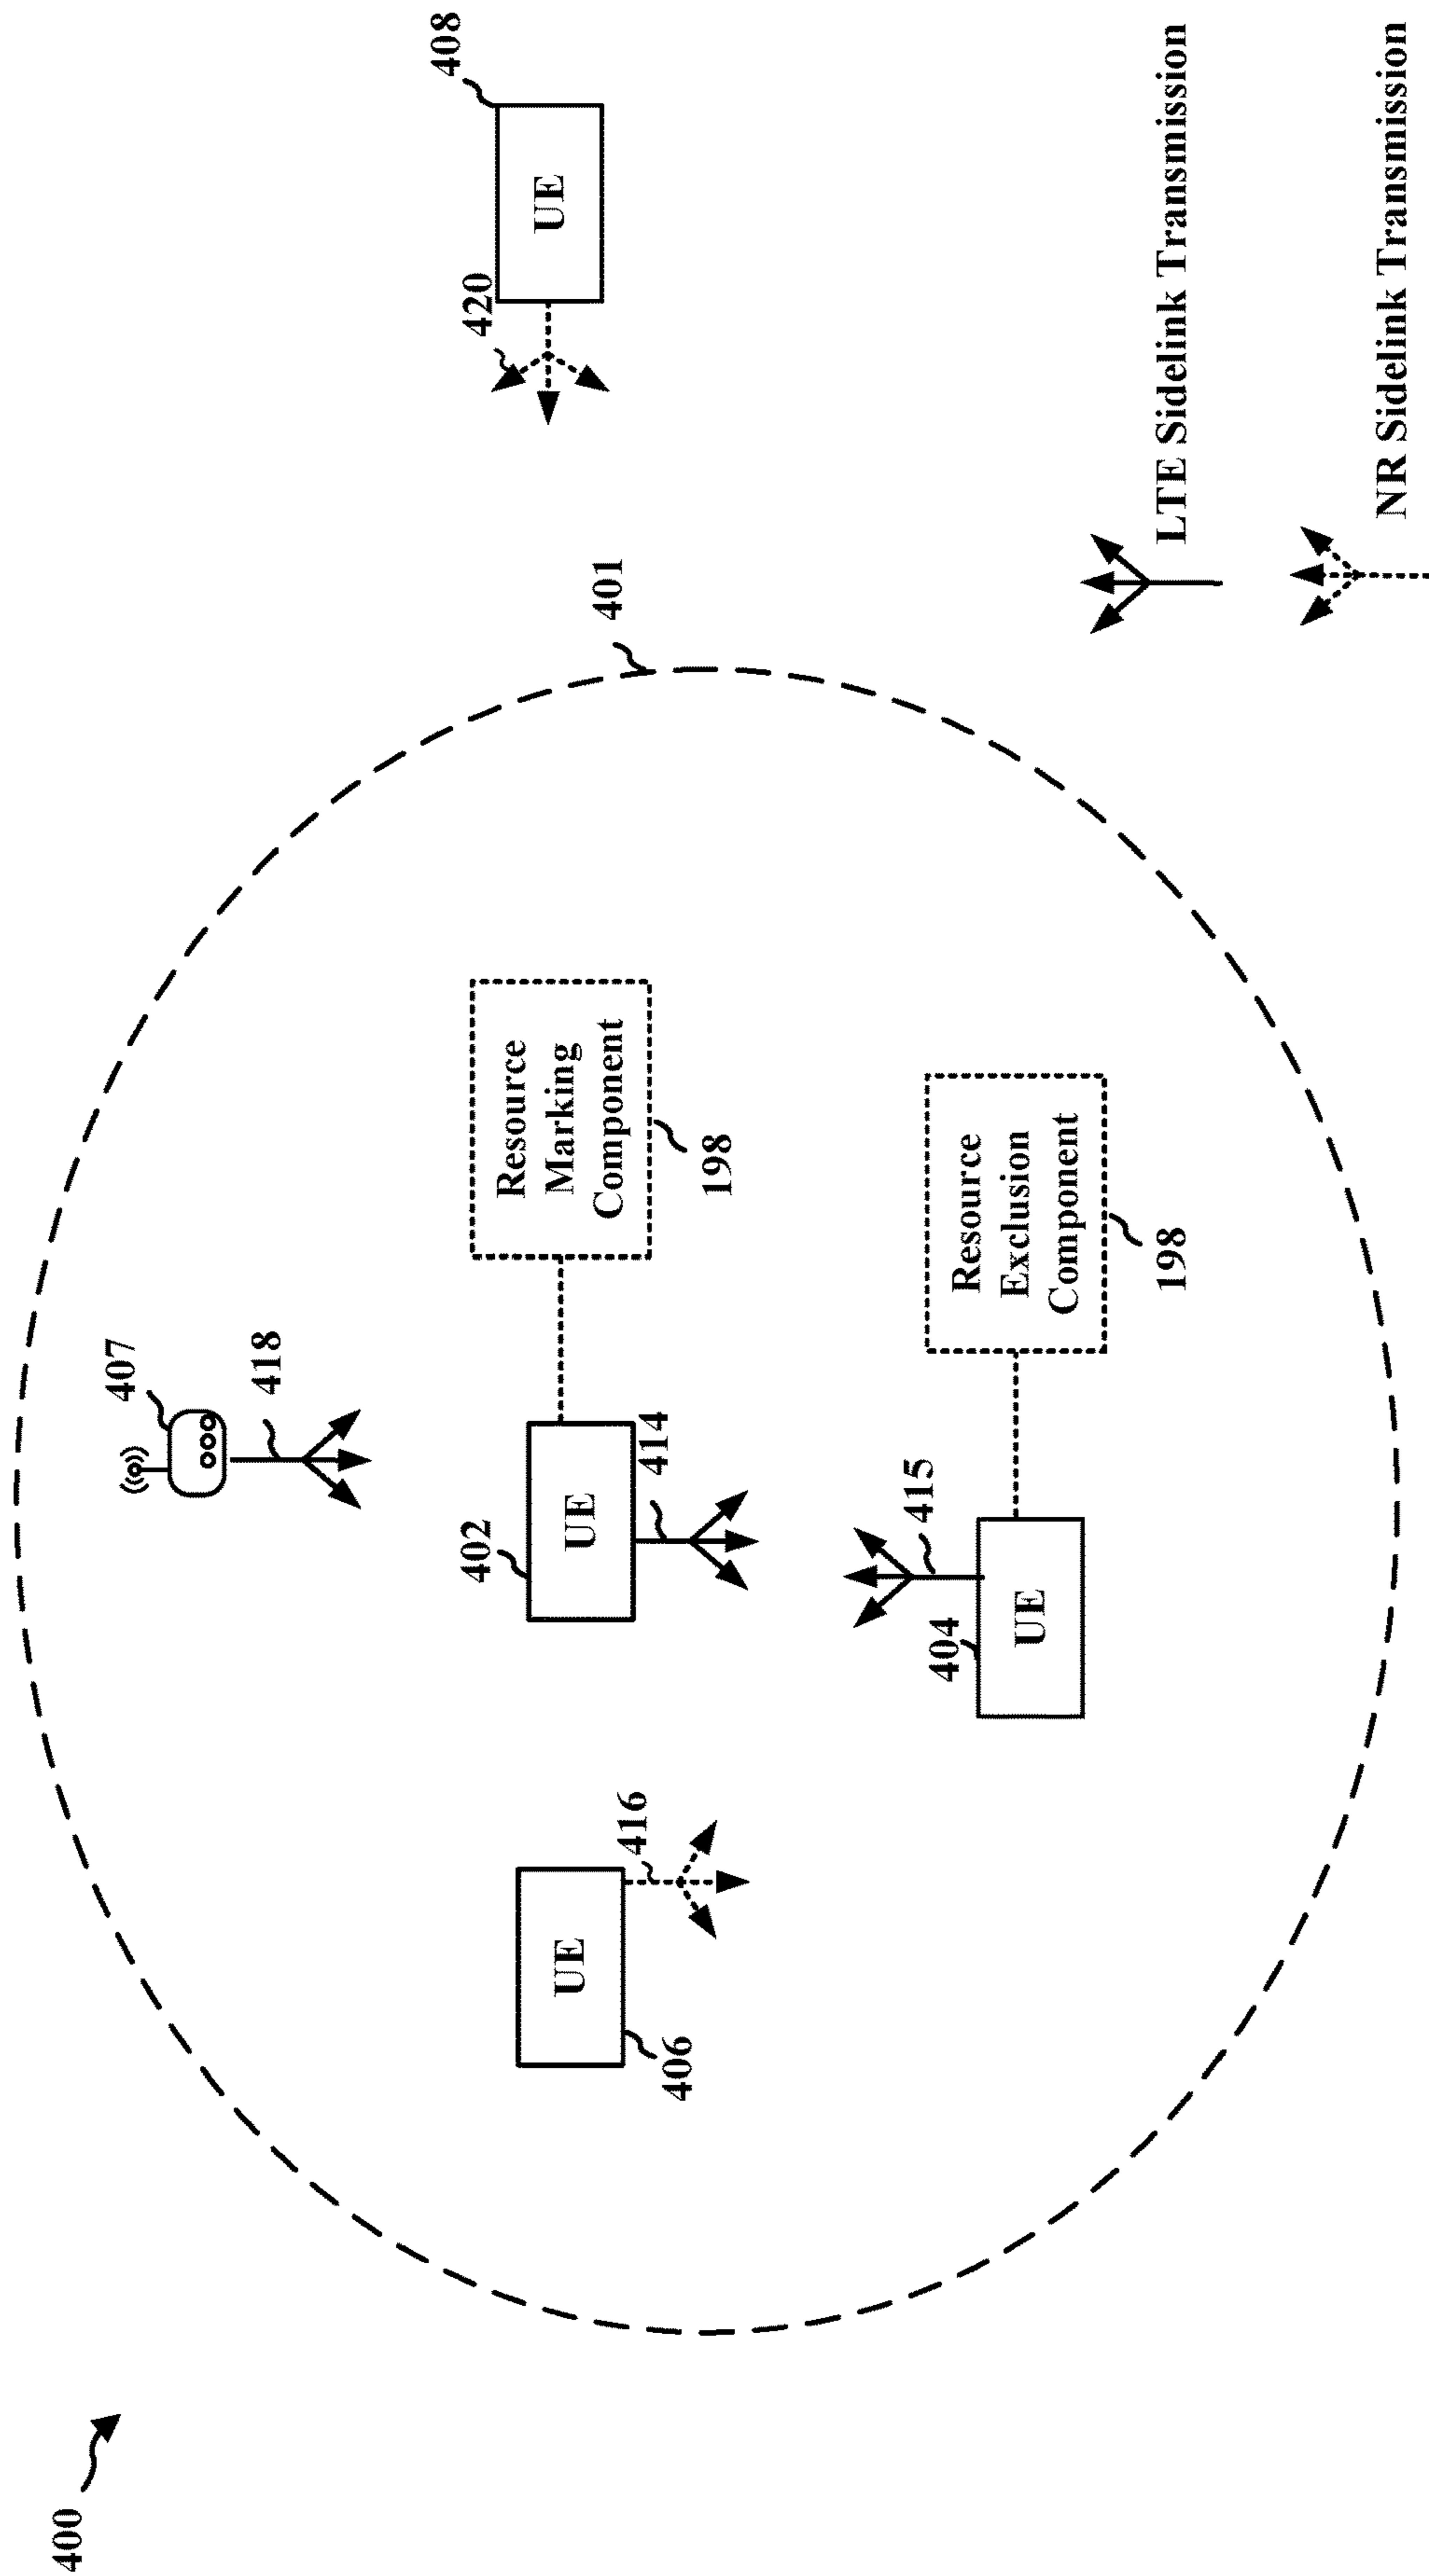 400
401
407
418
402
UE
414
Resource
Marking
Component
198
406
UE
416
404
UE
415
Resource
Exclusion
Component
198
408
UE
420
LTE Sidelink Transmission
NR Sidelink Transmission